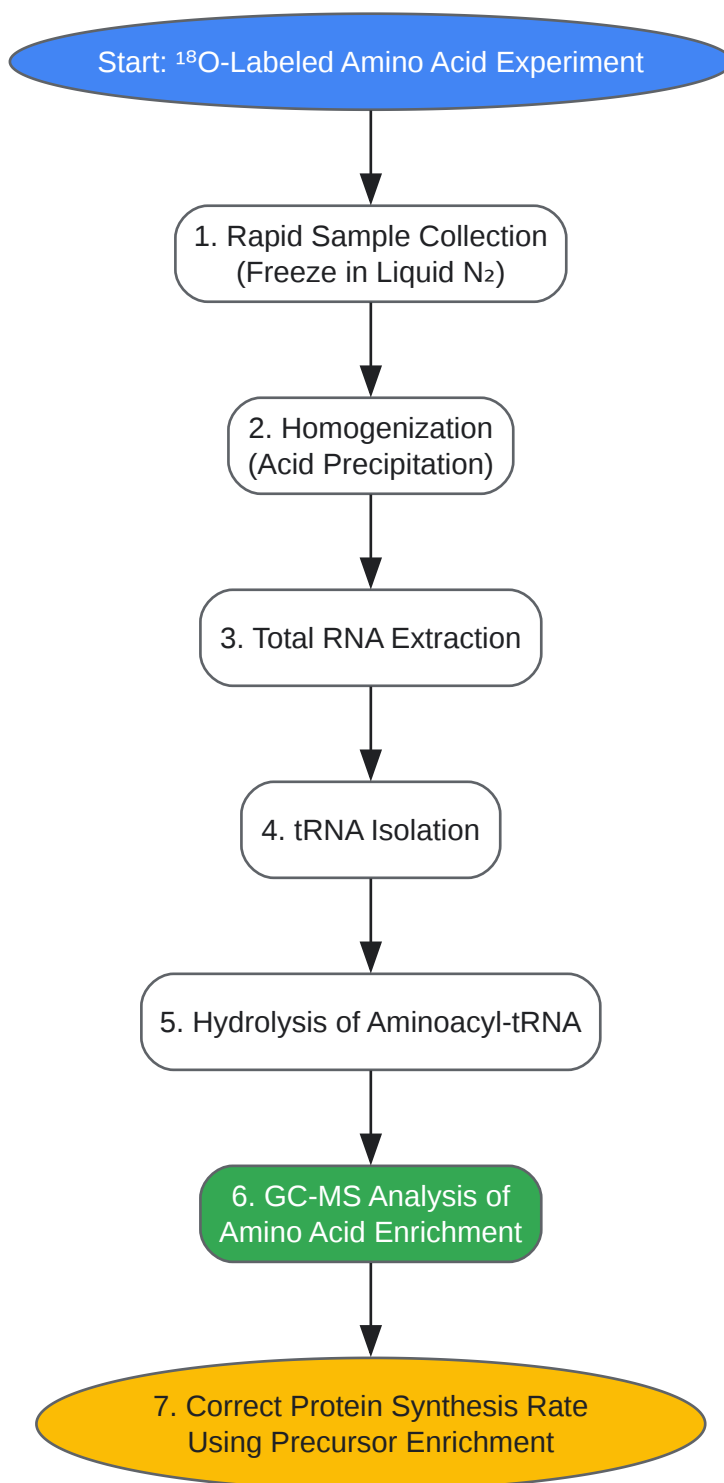 Start: ¹⁸O-Labeled Amino Acid Experiment
1. Rapid Sample Collection
(Freeze in Liquid N₂)
2. Homogenization
(Acid Precipitation)
3. Total RNA Extraction
4. tRNA Isolation
5. Hydrolysis of Aminoacyl-tRNA
6. GC-MS Analysis of
Amino Acid Enrichment
7. Correct Protein Synthesis Rate
Using Precursor Enrichment